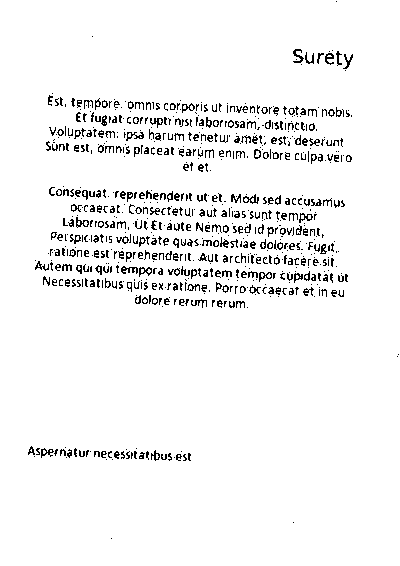 Surety
Est, tempore. omnis corporis ut inventore totam nobis.
Et fugiat corrupti nisi laboriosam, distinctio.
Voluptatem. ipsa harum tenetur amet, est, deserunt
Sunt est, omnis placeat earum enim. Dolore culpa vero
et et.
Consequat. reprehenderit ut et. Modi sed accusamus
occaecat. Consectetur aut alias sunt tempor
Laboriosam, Ut Et aute Nemo sed id provident,
Perspiciatis voluptate quas molestiae dolores. Fugit,
ratione est reprehenderit. Aut architecto facere sit.
Autem qui qui tempora voluptatem tempor cupidatat ut
Necessitatibus quis ex ratione. Porro occaecat et in eu
dolore rerum rerum.
Aspernatur necessitatibus est